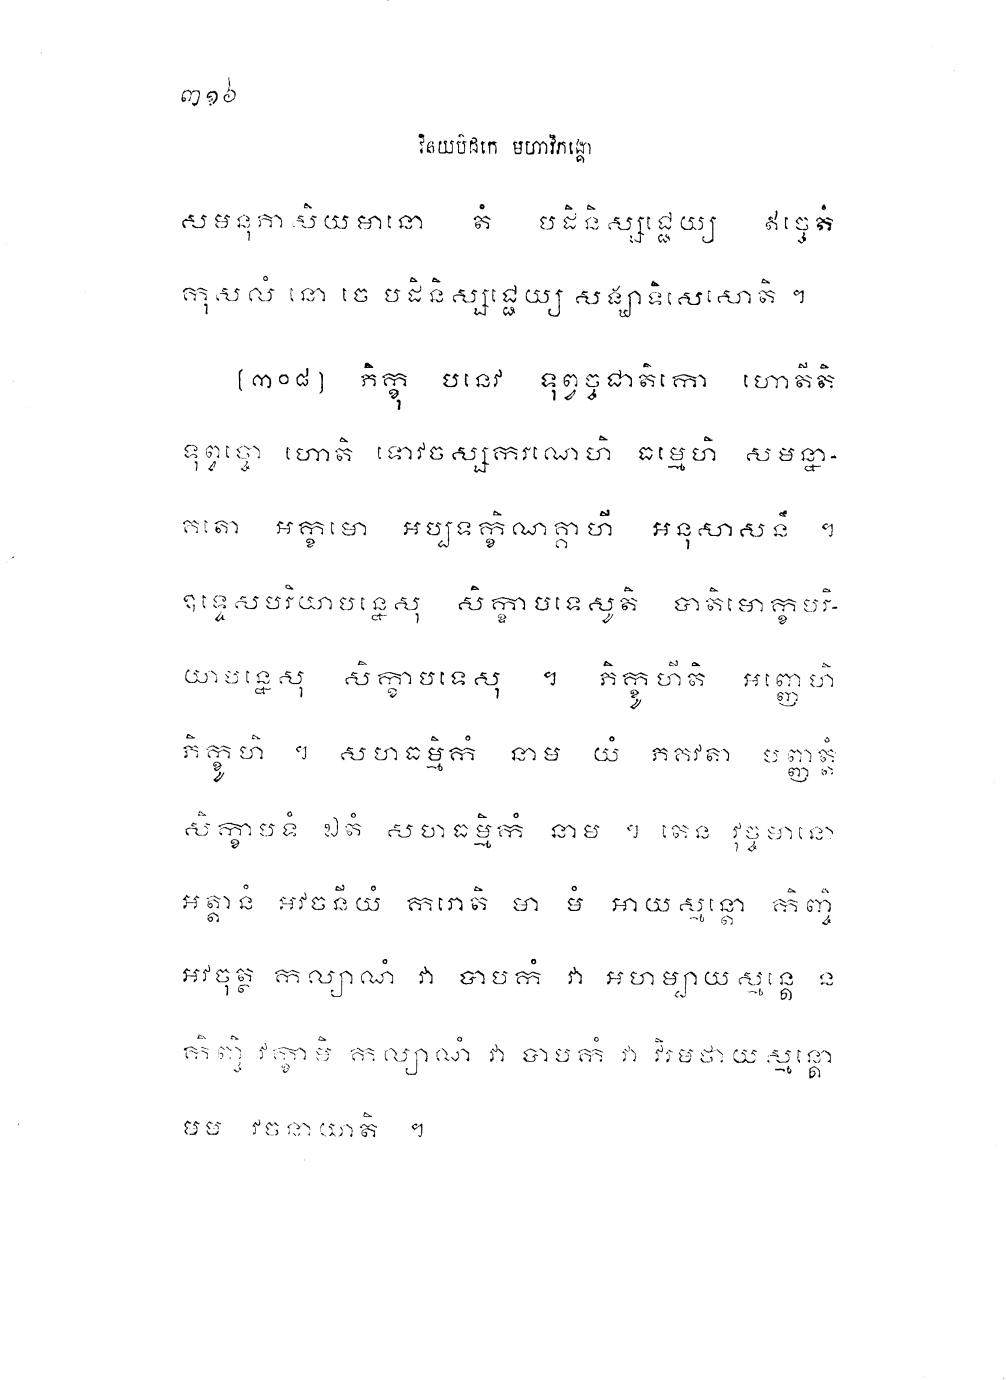 ៣១៦
វិនយបិដកេ មហាវិភង្គោ
សមនុភាសិយមានោ តំ បដិនិស្សជ្ជេយ្យ ឥច្ចេតំ
កុសលំ នោ ចេ បដិនិស្សជ្ជេយ្យ សង្ឃាទិសេសោតិ ។
[៣០៨] ភិក្ខុ បនេវ ទុព្វច្ចជាតិកោ ហោតីតិ
ទុព្វច្ចោ ហោតិ ទោវចស្សករណេហិ ធម្មេហិ សមន្នា-
គតោ អក្ខមោ អប្បទក្ខិណគ្គាហី អនុសាសនឹ ។
ឧទ្ទេសបរិយាបន្នេសុ សិក្ខាបទេសូតិ បាតិមោក្ខបរិ-
យាបន្នេសុ សិក្ខាបទេសុ ។ ភិក្ខូហីតិ អញ្ញេហិ
ភិក្ខូហិ ។ សហធម្មិកំ នាម យំ ភគវតា បញ្ញត្តំ
សិក្ខាបទំ ឯតំ សហធម្មិកំ នាម ។ តេន វុច្ចមានោ
អត្តានំ អវចនីយំ ករោតិ មា មំ អាយស្មន្តោ កិញ្ចិ
អវចុត្ថ កល្យាណំ វា បាបកំ វា អហម្បាយស្មន្តេ ន
កិញ្ចិ វក្ខាមិ កល្យាណំ វា បាបកំ វា វិរមថាយស្មន្តោ
មម វចនាយាតិ ។